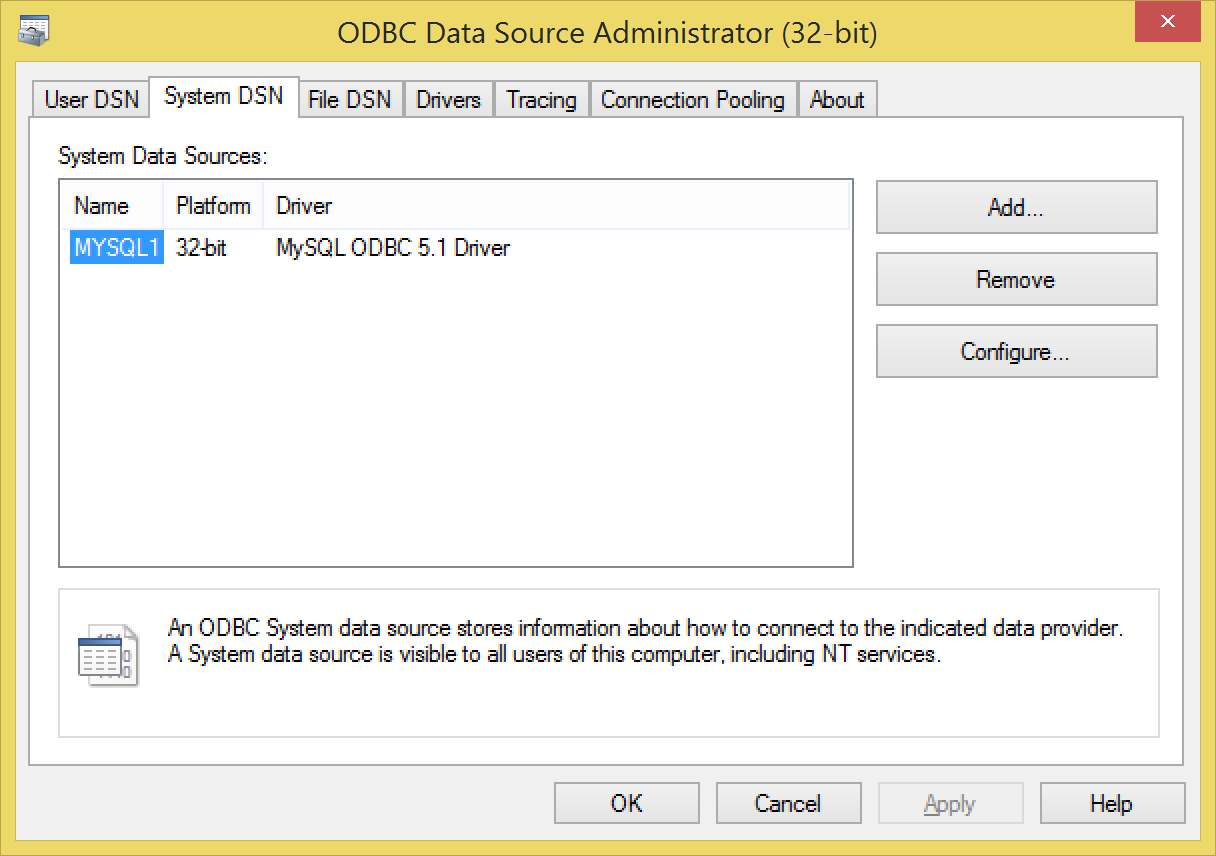 ODBC Data Source Administrator (32-bit)
User DSN System DSN File DSN Drivers Tracing Connection Pooling About
System Data Sources:
Name Platform Driver
MYSQL1 32-bit MySQL ODBC 5.1 Driver
Add...
Remove
Configure...
An ODBC System data source stores information about how to connect to the indicated data provider.
A System data source is visible to all users of this computer, including NT services.
OK Cancel Apply Help